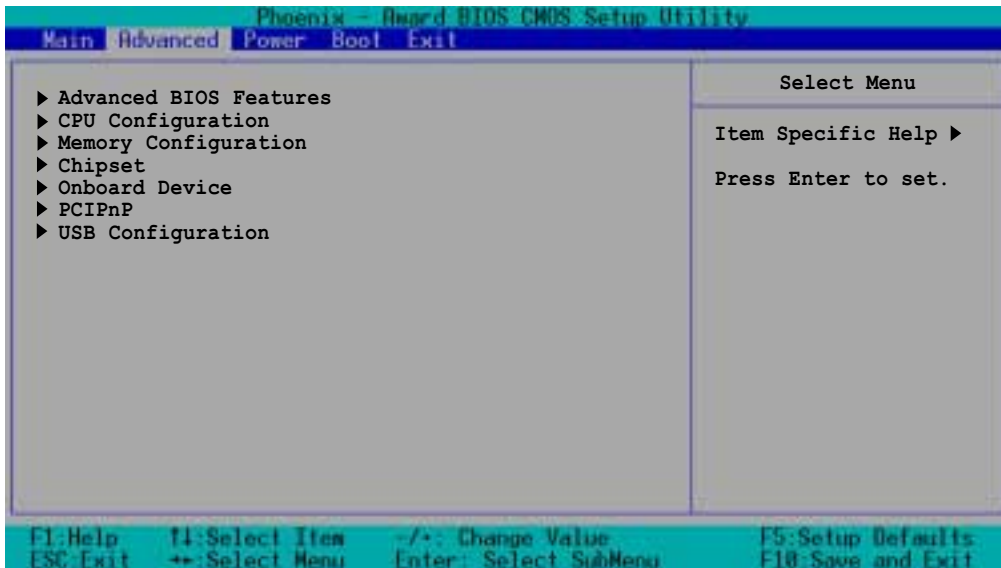 Phoenix - Award BIOS CMOS Setup Utility
Main Advanced Power Boot Exit
Advanced BIOS Features
CPU Configuration
Memory Configuration
Chipset
Onboard Device
PCIPnP
USB Configuration
Select Menu
Item Specific Help
Press Enter to set.
F1:Help ↑↓:Select Item -/+: Change Value F5:Setup Defaults
ESC:Exit ↔:Select Menu Enter: Select SubMenu F10:Save and Exit